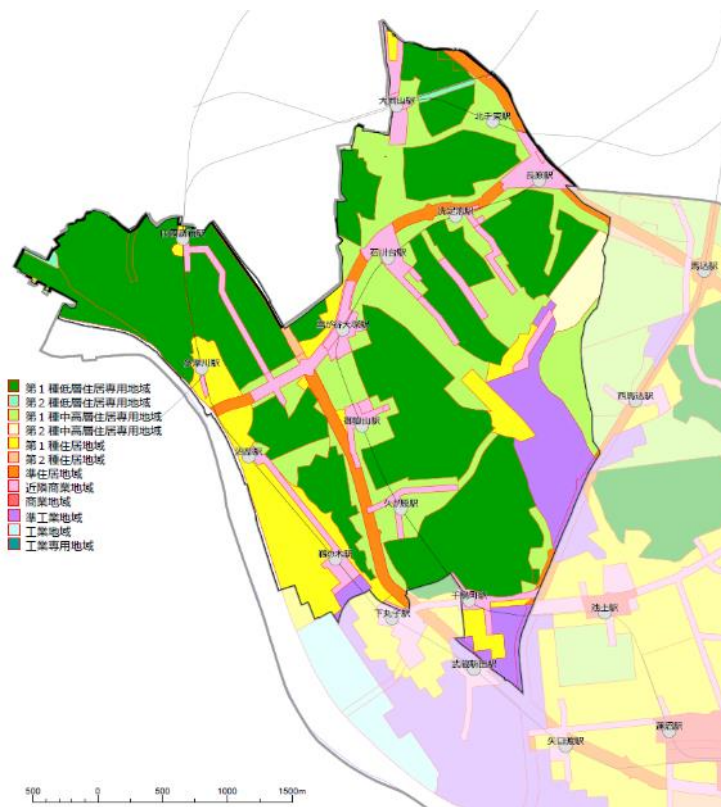 大岡山駅
北千束駅
長原駅
洗足池駅
田園調布駅
石川台駅
馬込駅
雪が谷大塚駅
多摩川駅
西馬込駅
御嶽山駅
沼部駅
久が原駅
鵜の木駅
千鳥町駅
下丸子駅
池上駅
武蔵新田駅
蓮沼駅
矢口渡駅
第1種低層住居専用地域
第2種低層住居専用地域
第1種中高層住居専用地域
第2種中高層住居専用地域
第1種住居地域
第2種住居地域
準住居地域
近隣商業地域
商業地域
準工業地域
工業地域
工業専用地域
500 0 500 1000 1500m